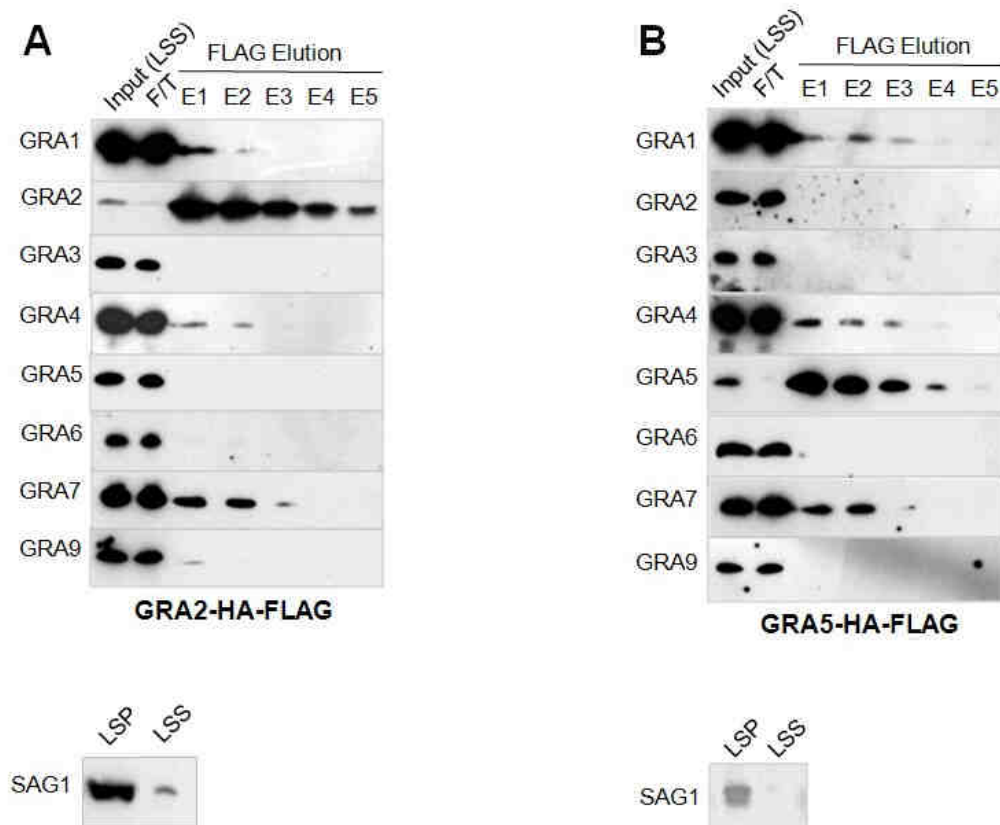 A
Input (LSS)
F/T
FLAG Elution
E1 E2 E3 E4 E5
GRA1
GRA2
GRA3
GRA4
GRA5
GRA6
GRA7
GRA9
GRA2-HA-FLAG
LSP
LSS
SAG1
B
Input (LSS)
F/T
FLAG Elution
E1 E2 E3 E4 E5
GRA1
GRA2
GRA3
GRA4
GRA5
GRA6
GRA7
GRA9
GRA5-HA-FLAG
LSP
LSS
SAG1